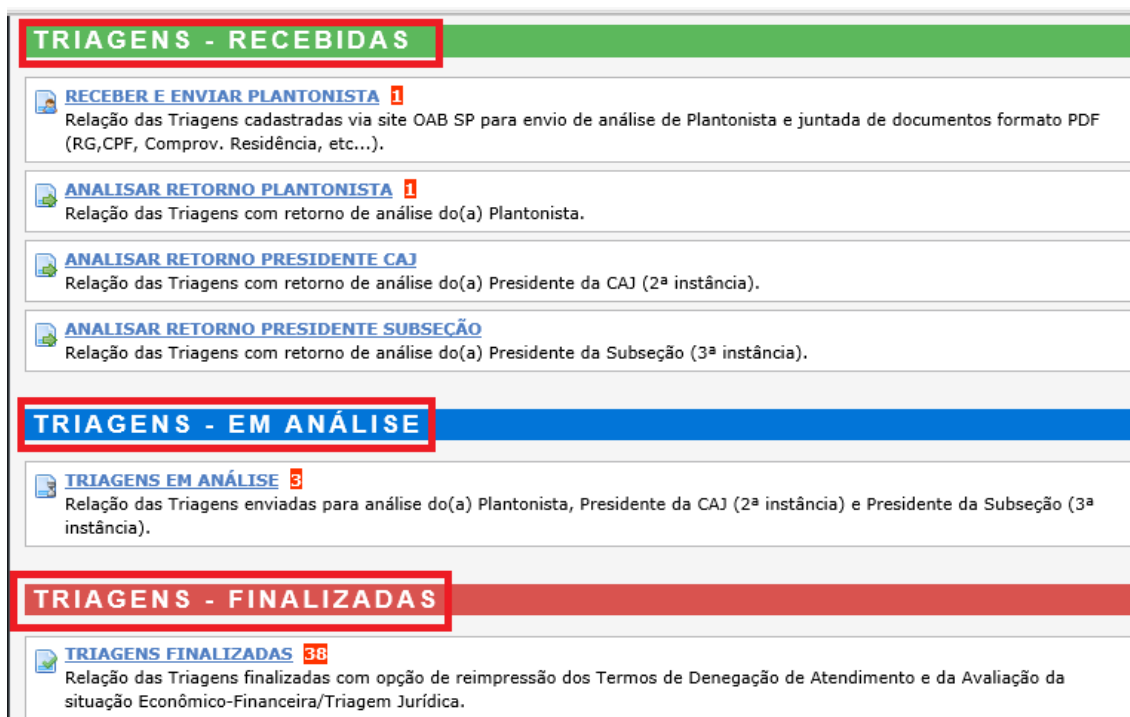 TRIAGENS - RECEBIDAS
RECEBER E ENVIAR PLANTONISTA 1
Relação das Triagens cadastradas via site OAB SP para envio de análise de Plantonista e juntada de documentos formato PDF
(RG,CPF, Comprov. Residência, etc...).
ANALISAR RETORNO PLANTONISTA 1
Relação das Triagens com retorno de análise do(a) Plantonista.
ANALISAR RETORNO PRESIDENTE CAJ
Relação das Triagens com retorno de análise do(a) Presidente da CAJ (2ª instância).
ANALISAR RETORNO PRESIDENTE SUBSEÇÃO
Relação das Triagens com retorno de análise do(a) Presidente da Subseção (3ª instância).
TRIAGENS - EM ANÁLISE
TRIAGENS EM ANÁLISE 3
Relação das Triagens enviadas para análise do(a) Plantonista, Presidente da CAJ (2ª instância) e Presidente da Subseção (3ª
instância).
TRIAGENS - FINALIZADAS
TRIAGENS FINALIZADAS 38
Relação das Triagens finalizadas com opção de reimpressão dos Termos de Denegação de Atendimento e da Avaliação da
situação Econômico-Financeira/Triagem Jurídica.